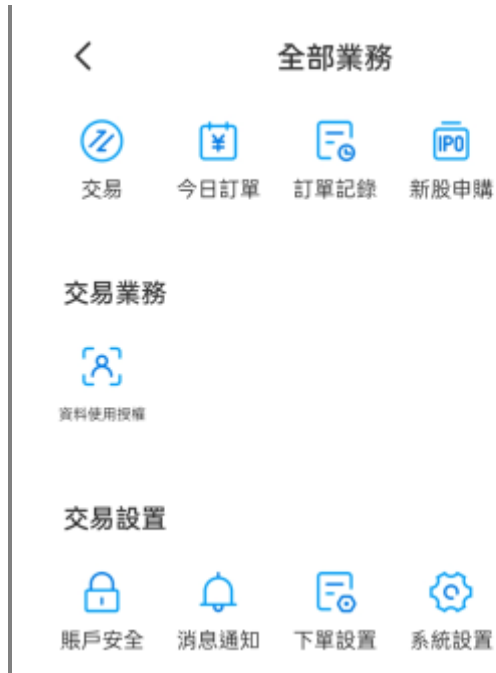 全部業務
¥
IPO
交易 今日訂單 訂單記錄 新股申購
交易業務
資料使用授權
交易設置
賬戶安全 消息通知 下單設置 系統設置